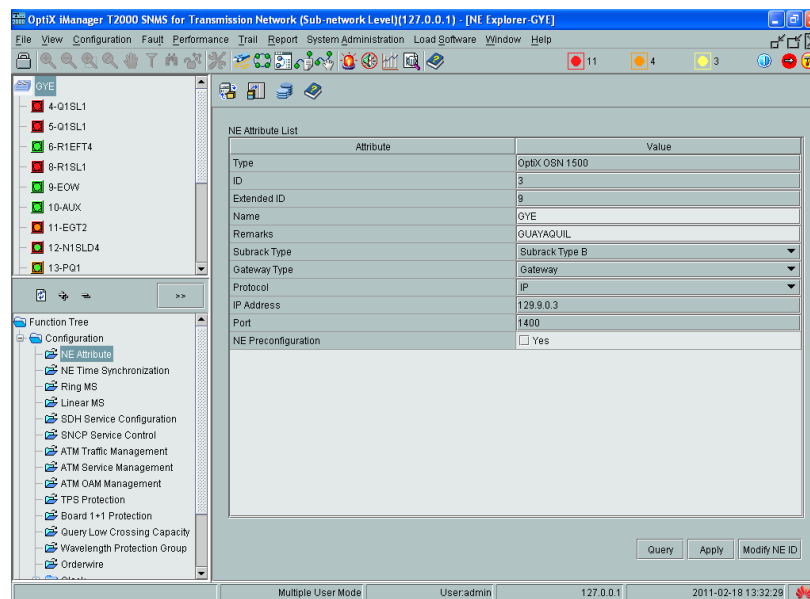 OptiX iManager T2000 SNMS for Transmission Network (Sub-network Level)(127.0.0.1) - [NE Explorer-GYE]
File View Configuration Fault Performance Trail Report System Administration Load Software Window Help
11 4 3
GYE
4-Q1SL1
5-Q1SL1
6-R1EFT4
8-R1SL1
9-EOW
10-AUX
11-EGT2
12-N1SLD4
13-PQ1
>>
Function Tree
Configuration
NE Attribute
NE Time Synchronization
Ring MS
Linear MS
SDH Service Configuration
SNCP Service Control
ATM Traffic Management
ATM Service Management
ATM OAM Management
TPS Protection
Board 1+1 Protection
Query Low Crossing Capacity
Wavelength Protection Group
Orderwire
NE Attribute List
Attribute Value
Type OptiX OSN 1500
ID 3
Extended ID 9
Name GYE
Remarks GUAYAQUIL
Subrack Type Subrack Type B
Gateway Type Gateway
Protocol IP
IP Address 129.9.0.3
Port 1400
NE Preconfiguration Yes
Query Apply Modify NE ID
Multiple User Mode User:admin 127.0.0.1 2011-02-18 13:32:29